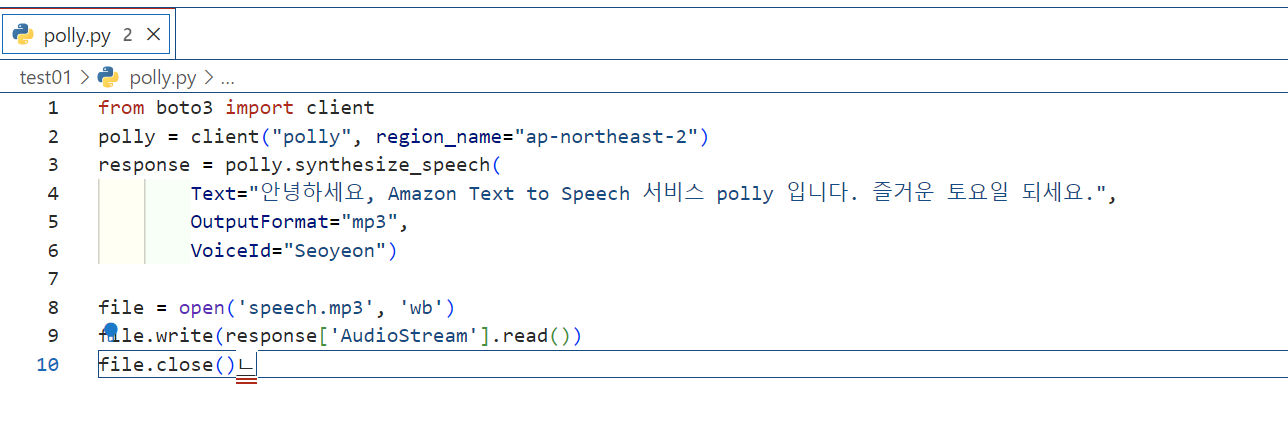 polly.py 2
test01 > polly.py > ...
1 from boto3 import client
2 polly = client("polly", region_name="ap-northeast-2")
3 response = polly.synthesize_speech(
4         Text="안녕하세요, Amazon Text to Speech 서비스 polly 입니다. 즐거운 토요일 되세요.",
5         OutputFormat="mp3",
6         VoiceId="Seoyeon")
7
8 file = open('speech.mp3', 'wb')
9 file.write(response['AudioStream'].read())
10 file.close()ㄴ